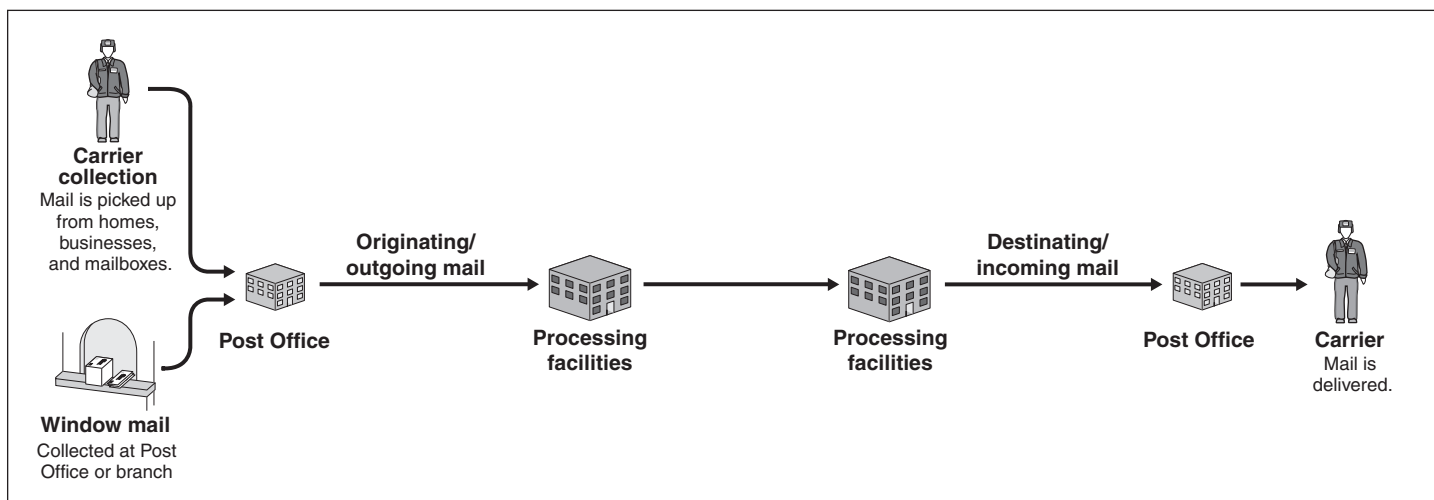 Carrier
collection
Mail is picked up
from homes,
businesses,
and mailboxes.
Window mail
Collected at Post
Office or branch
Post Office
Originating/
outgoing mail
Processing
facilities
Processing
facilities
Destinating/
incoming mail
Post Office
Carrier
Mail is
delivered.